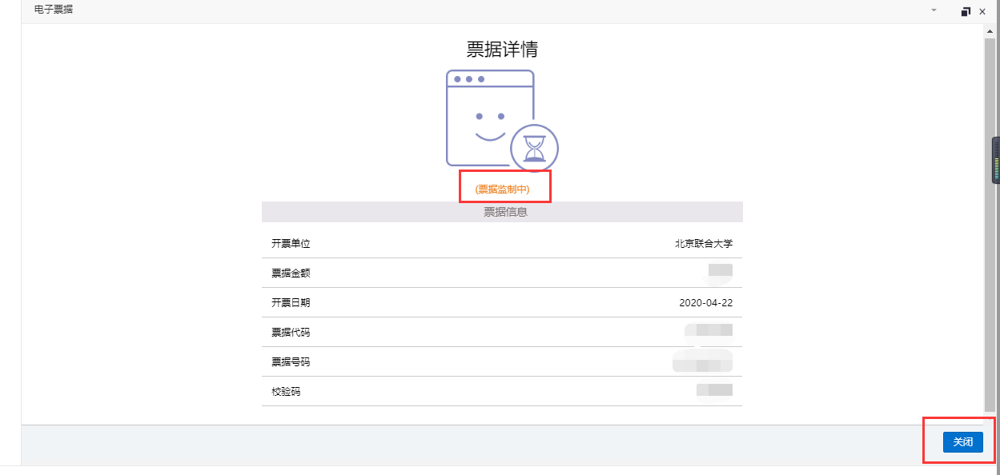 电子票据
票据详情
(票据监制中)
票据信息
开票单位 北京联合大学
票据金额
开票日期 2020-04-22
票据代码
票据号码
校验码
关闭